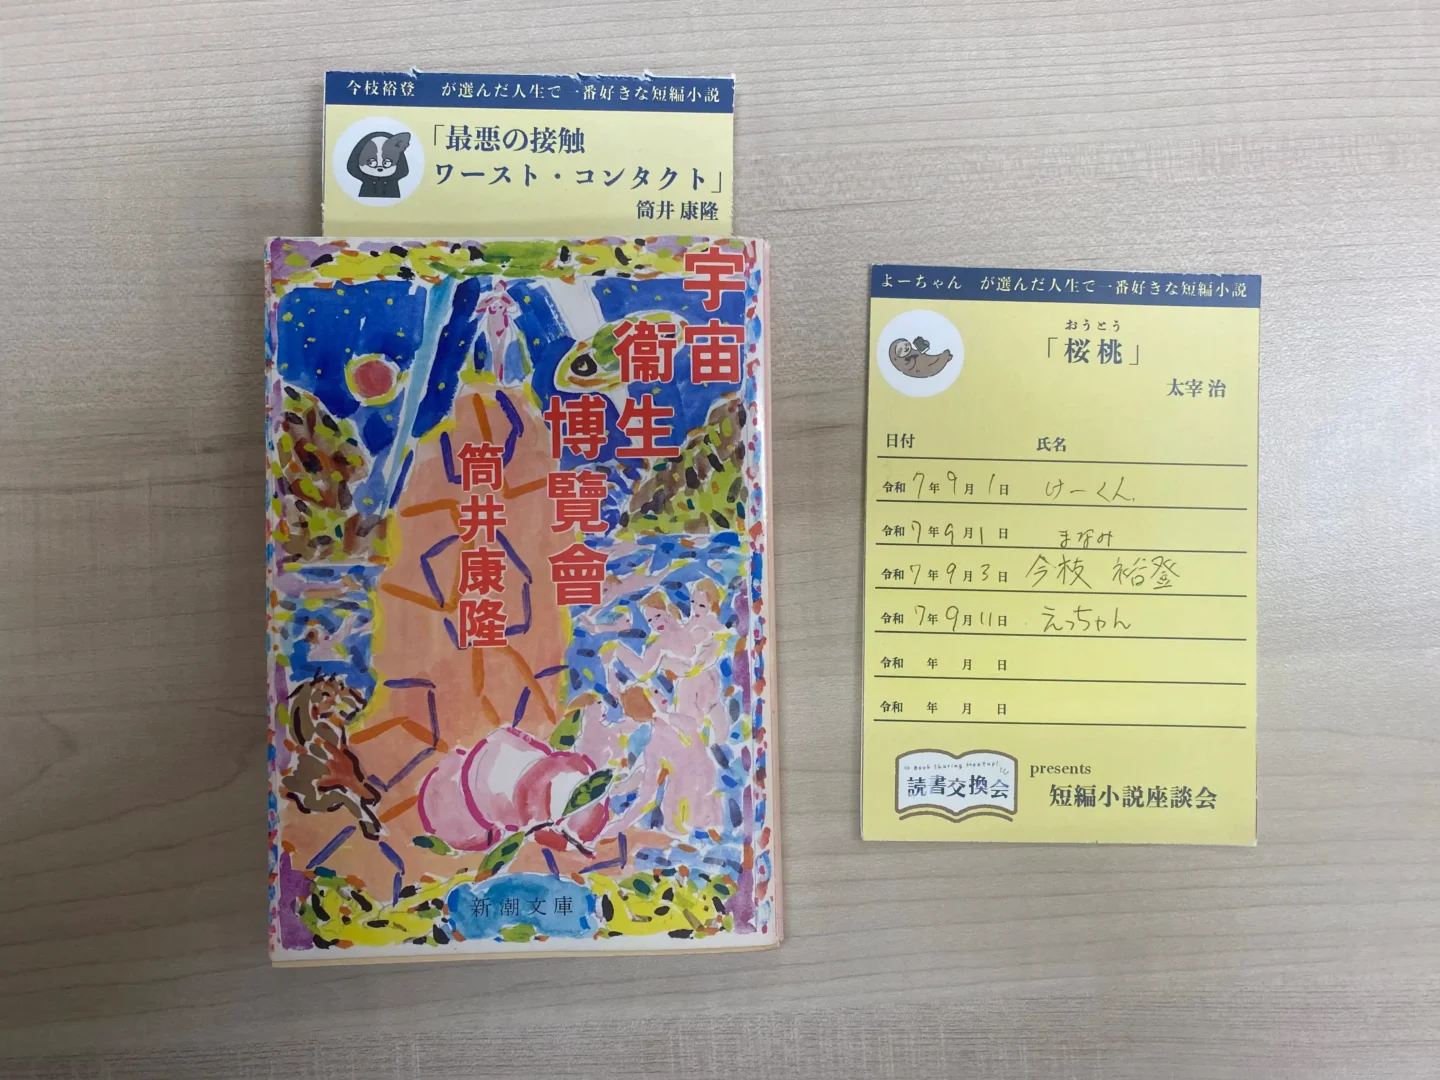 今枝裕登 が選んだ人生で一番好きな短編小説
「最悪の接触
ワースト・コンタクト」
筒井 康隆
宇宙
衞生
博覽會
筒井康隆
新潮文庫
よーちゃん が選んだ人生で一番好きな短編小説
おうとう
「桜桃」
太宰 治
日付 氏名
令和 7年 9月 1日 けーくん
令和 7年 9月 1日 まなみ
令和 7年 9月 3日 今枝 裕登
令和 7年 9月 11日 えっちゃん
令和 年 月 日
令和 年 月 日
Book Sharing Meetup!
読書交換会
presents
短編小説座談会